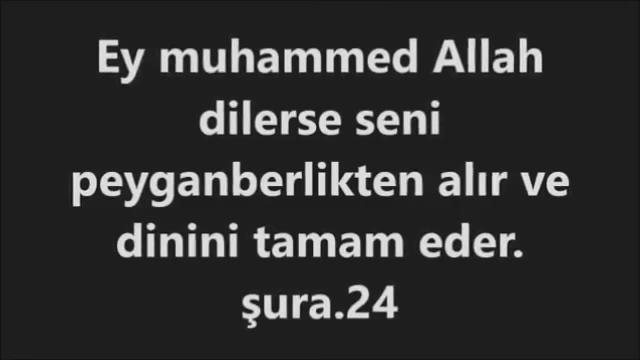 Ey muhammed Allah
dilerse seni
peyganberlikten alır ve
dinini tamam eder.
şura.24